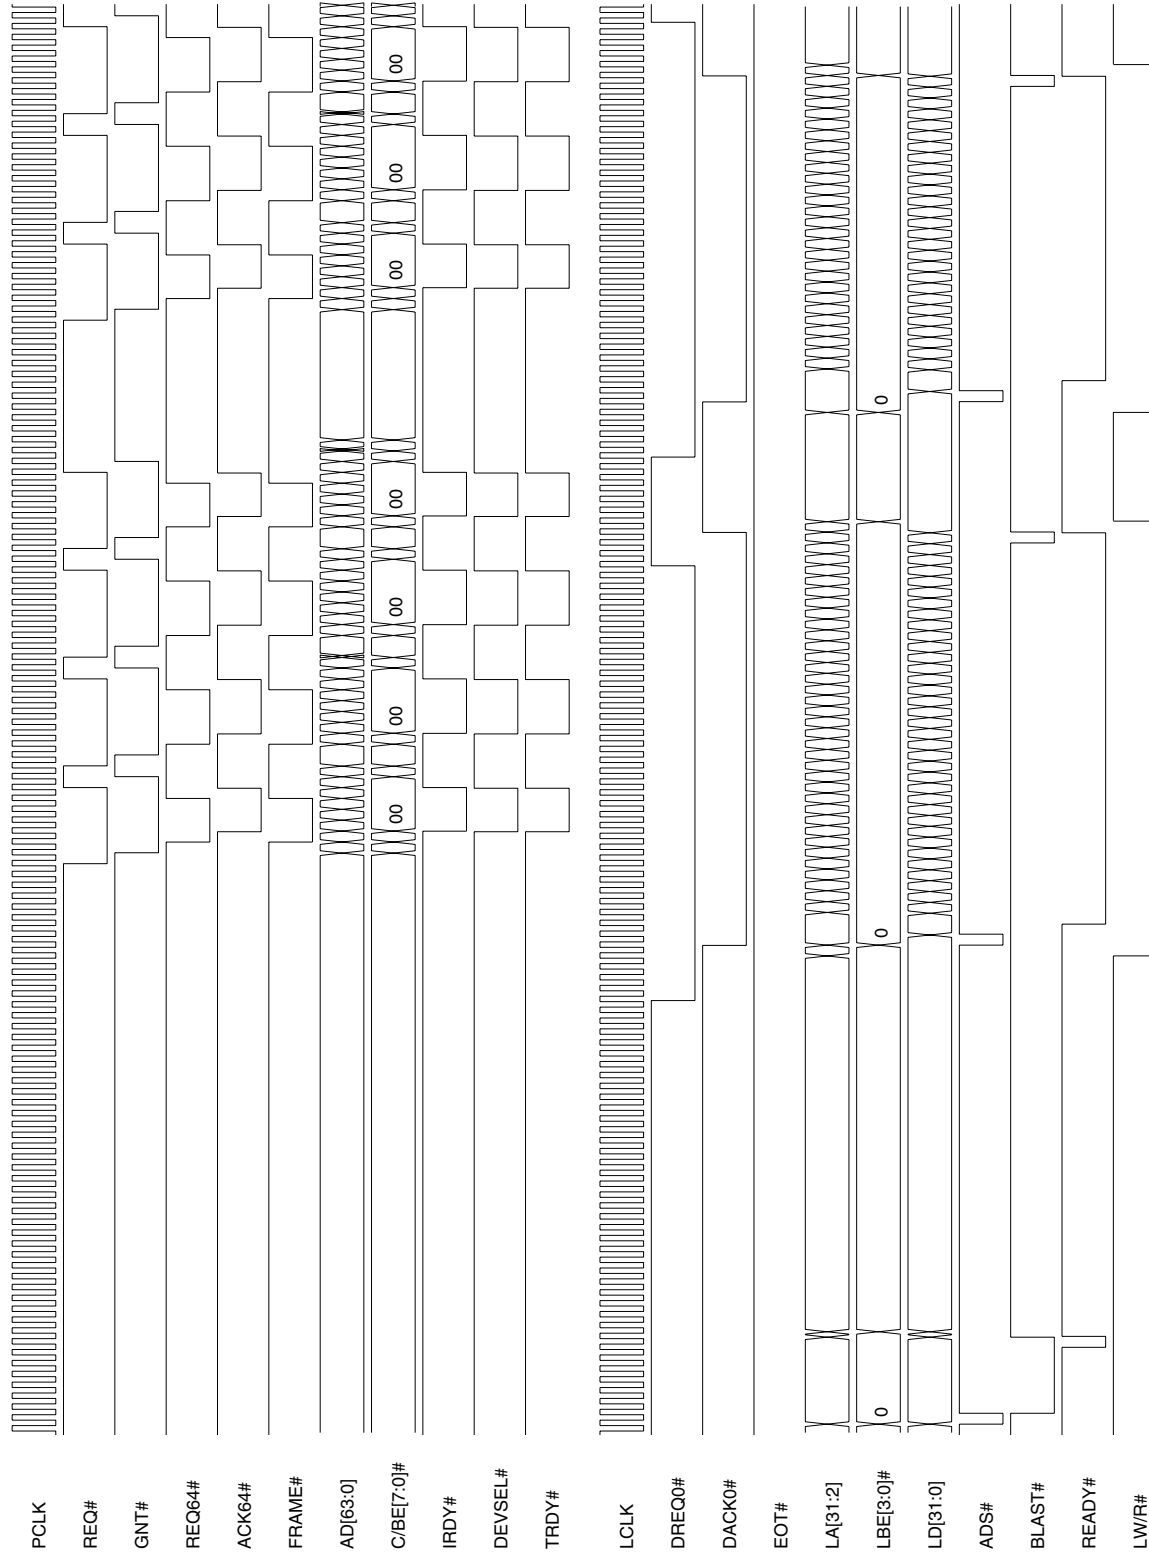 PCLK
REQ#
GNT#
REQ64#
ACK64#
FRAME#
AD[63:0]
C/BE[7:0]# 00 00 00 00 00 00 00
IRDY#
DEVSEL#
TRDY#
LCLK
DREQ0#
DACK0#
EOT#
LA[31:2]
LBE[3:0]# 0 0 0
LD[31:0]
ADS#
BLAST#
READY#
LW/R#